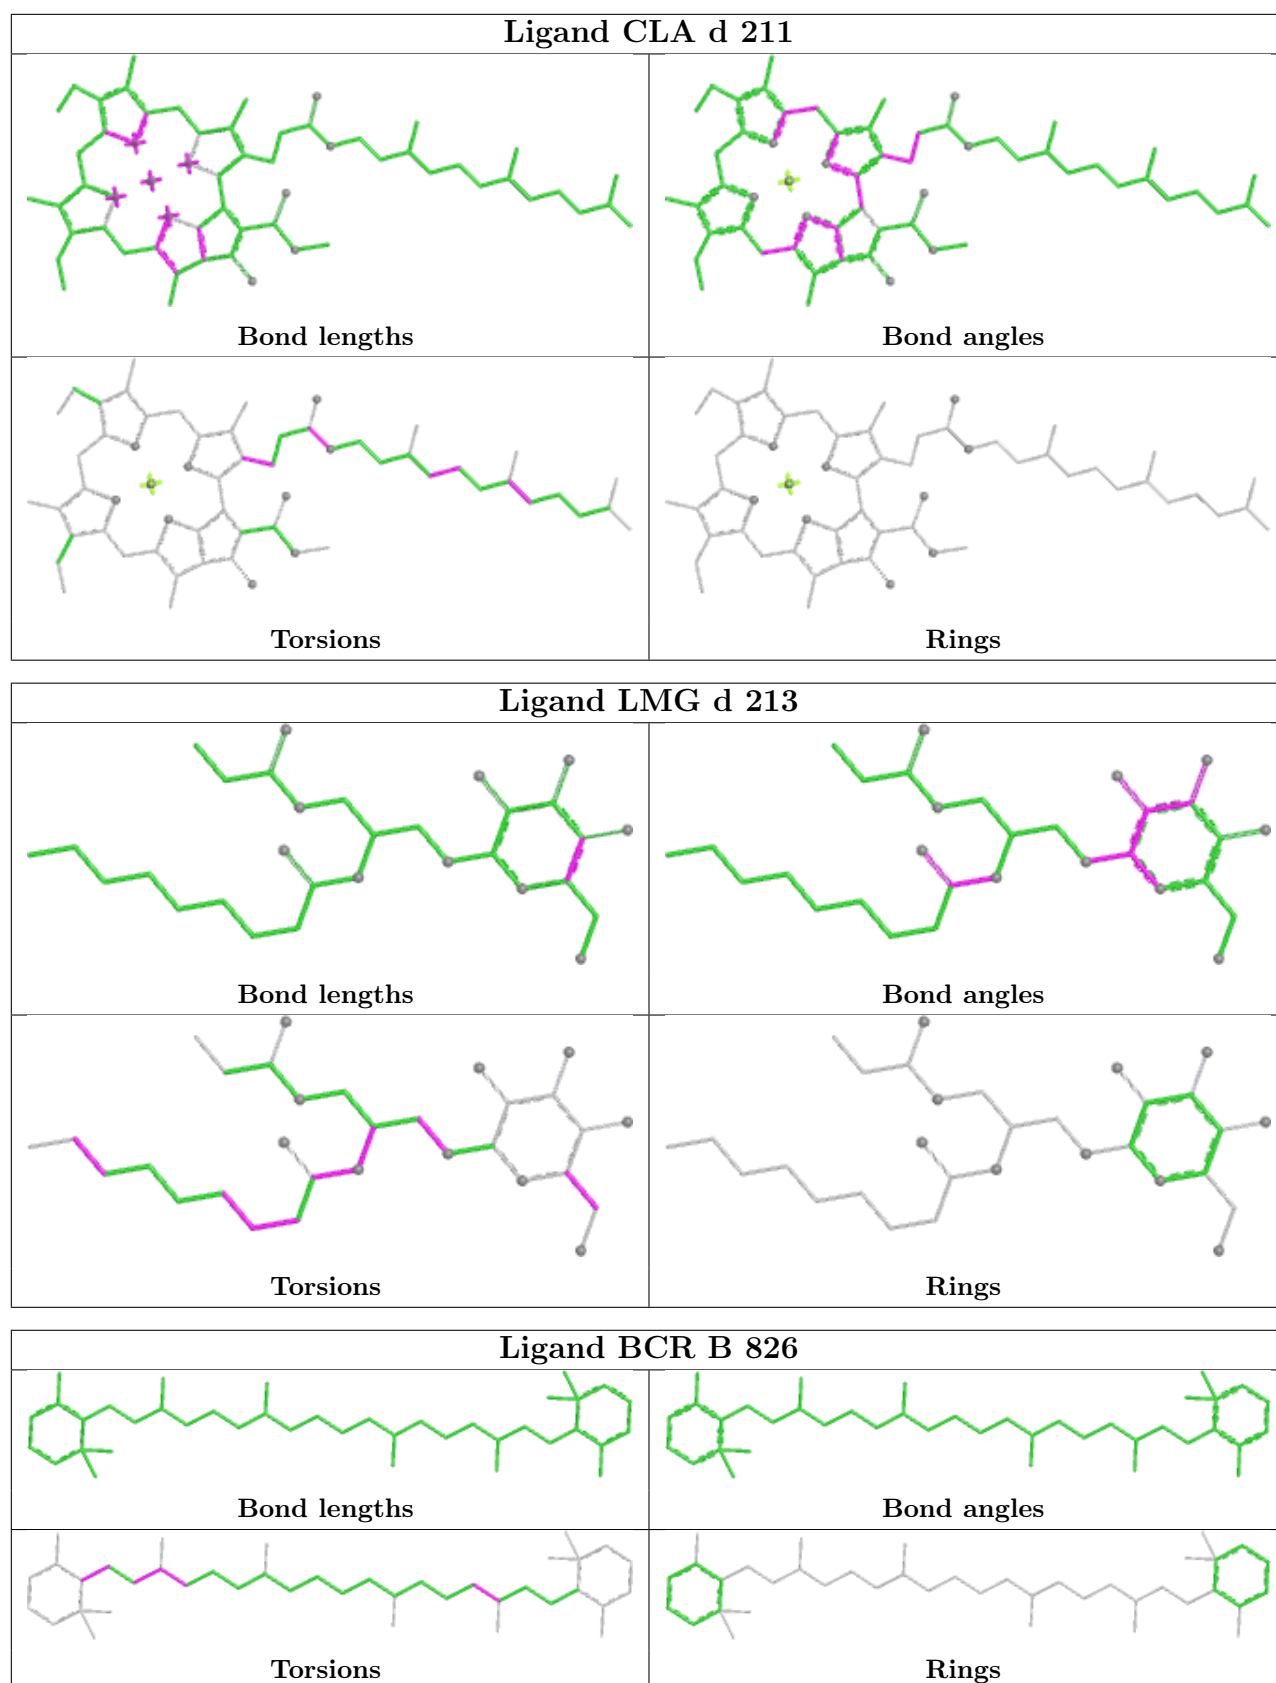 Ligand CLA d 211
Bond lengths
Bond angles
Torsions
Rings
Ligand LMG d 213
Bond lengths
Bond angles
Torsions
Rings
Ligand BCR B 826
Bond lengths
Bond angles
Torsions
Rings